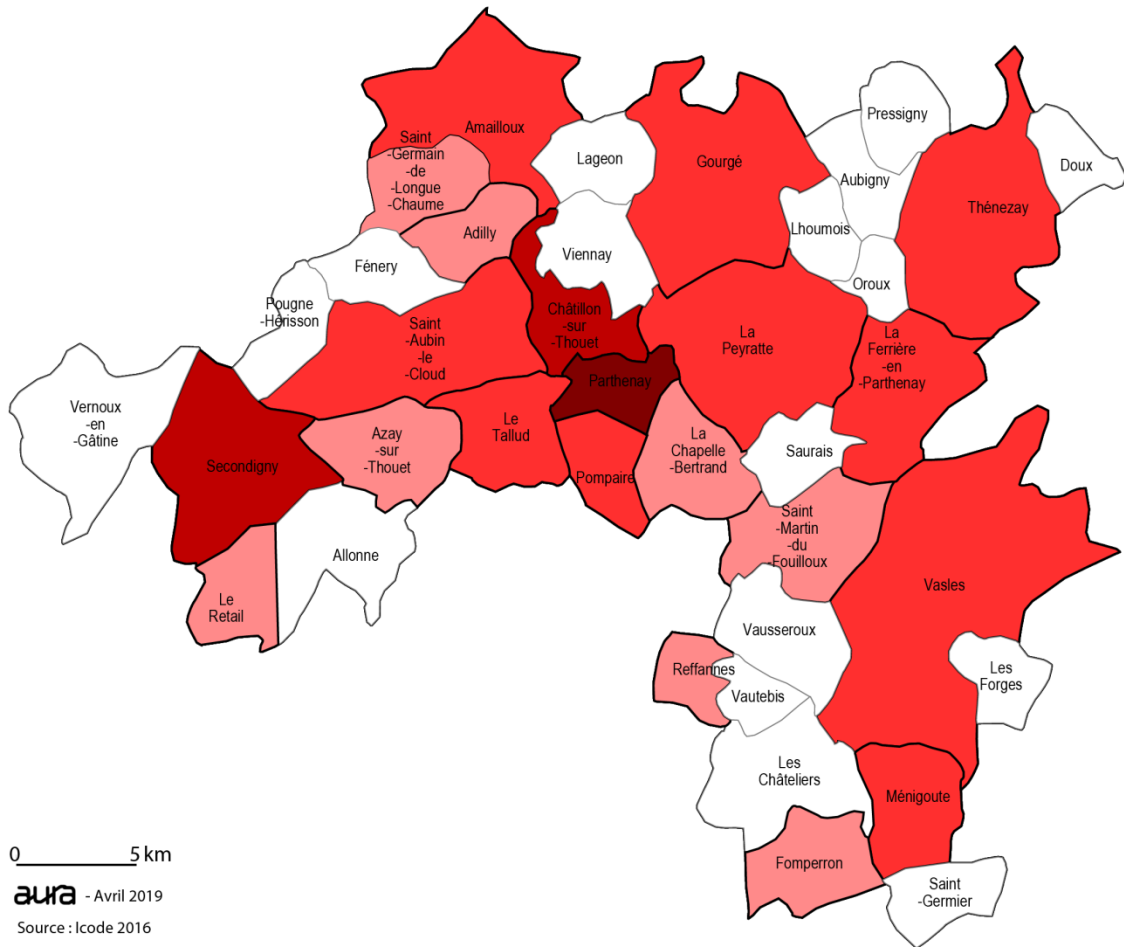 Pressigny
Amailloux
Saint
-Germain
-de
-Longue
-Chaume
Lageon
Gourgé
Doux
Aubigny
Thénezay
Lhoumois
Adilly
Viennay
Fénery
Oroux
Pougne
-Hérisson
Châtillon
-sur
-Thouet
Saint
-Aubin
-le
-Cloud
La
Peyratte
La
Ferrière
-en
-Parthenay
Parthenay
Vernoux
-en
-Gâtine
Le
Tallud
Azay
-sur
-Thouet
La
Chapelle
-Bertrand
Saurais
Secondigny
Pompaire
Saint
-Martin
-du
-Fouilloux
Allonne
Vasles
Le
Retail
Vausseroux
Reffannes
Les
Forges
Vautebis
Les
Châteliers
Ménigoute
Fomperron
Saint
-Germier
0 5 km
aura - Avril 2019
Source : Icode 2016